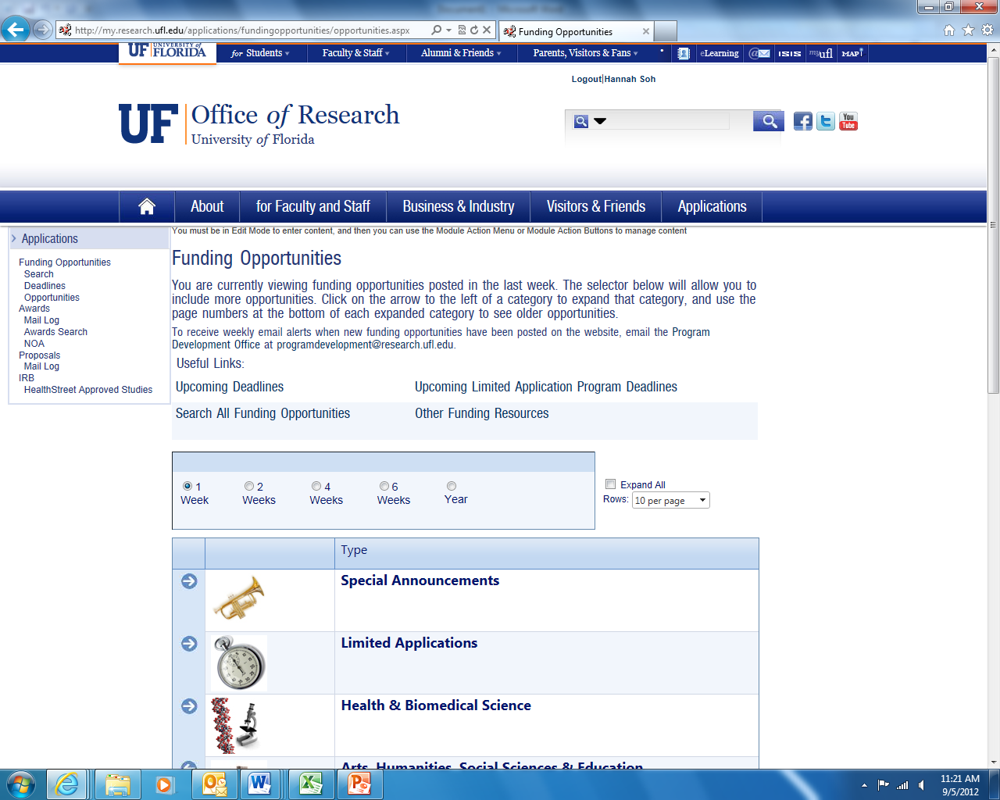 http://my.research.ufl.edu/applications/fundingopportunities/opportunities.aspx
Funding Opportunities
UF UNIVERSITY of FLORIDA
for Students
Faculty & Staff
Alumni & Friends
Parents, Visitors & Fans
eLearning
ISIS
myufl
MAP
Logout|Hannah Soh
UF Office of Research
University of Florida
You Tube
About
for Faculty and Staff
Business & Industry
Visitors & Friends
Applications
Applications
Funding Opportunities
Search
Deadlines
Opportunities
Awards
Mail Log
Awards Search
NOA
Proposals
Mail Log
IRB
HealthStreet Approved Studies
You must be in Edit Mode to enter content, and then you can use the Module Action Menu or Module Action Buttons to manage content
Funding Opportunities
You are currently viewing funding opportunities posted in the last week. The selector below will allow you to
include more opportunities. Click on the arrow to the left of a category to expand that category, and use the
page numbers at the bottom of each expanded category to see older opportunities.
To receive weekly email alerts when new funding opportunities have been posted on the website, email the Program
Development Office at programdevelopment@research.ufl.edu.
Useful Links:
Upcoming Deadlines
Upcoming Limited Application Program Deadlines
Search All Funding Opportunities
Other Funding Resources
1 Week
2 Weeks
4 Weeks
6 Weeks
Year
Expand All
Rows: 10 per page
Type
Special Announcements
Limited Applications
Health & Biomedical Science
Arts, Humanities, Social Sciences & Education
11:21 AM
9/5/2012